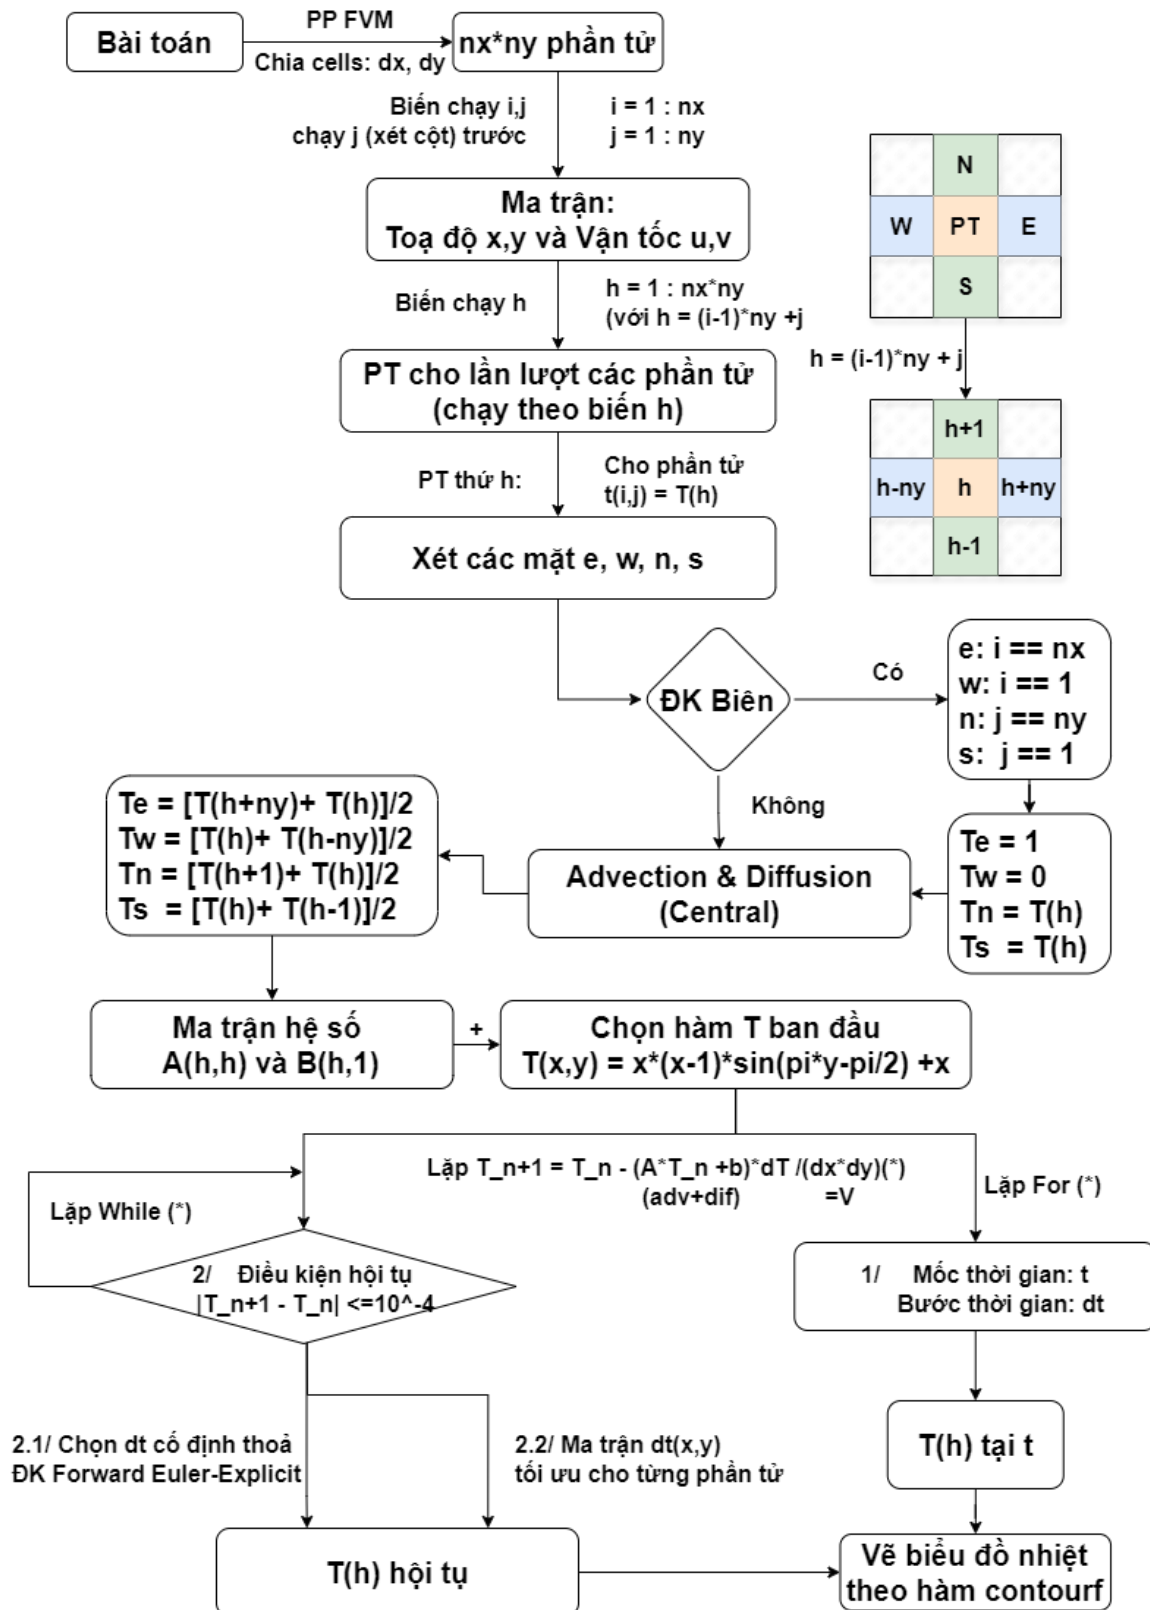 Bài toán
PP FVM
Chia cells: dx, dy
nx*ny phần tử
Biến chạy i,j
chạy j (xét cột) trước
i = 1 : nx
j = 1 : ny
Ma trận:
Toạ độ x,y và Vận tốc u,v
Biến chạy h
h = 1 : nx*ny
(với h = (i-1)*ny +j
PT cho lần lượt các phần tử
(chạy theo biến h)
PT thứ h:
Cho phần tử
t(i,j) = T(h)
Xét các mặt e, w, n, s
N
W PT E
S
h = (i-1)*ny + j
h+1
h-ny h h+ny
h-1
ĐK Biên
Có
e: i == nx
w: i == 1
n: j == ny
s: j == 1
Không
Te = 1
Tw = 0
Tn = T(h)
Ts = T(h)
Advection & Diffusion
(Central)
Te = [T(h+ny)+ T(h)]/2
Tw = [T(h)+ T(h-ny)]/2
Tn = [T(h+1)+ T(h)]/2
Ts = [T(h)+ T(h-1)]/2
Ma trận hệ số
A(h,h) và B(h,1)
+
Chọn hàm T ban đầu
T(x,y) = x*(x-1)*sin(pi*y-pi/2) +x
Lặp T_n+1 = T_n - (A*T_n +b)*dT /(dx*dy)(*)
(adv+dif) =V
Lặp While (*)
Lặp For (*)
2/ Điều kiện hội tụ
|T_n+1 - T_n| <=10^-4
1/ Mốc thời gian: t
Bước thời gian: dt
2.1/ Chọn dt cố định thoả
ĐK Forward Euler-Explicit
2.2/ Ma trận dt(x,y)
tối ưu cho từng phần tử
T(h) tại t
T(h) hội tụ
Vẽ biểu đồ nhiệt
theo hàm contourf